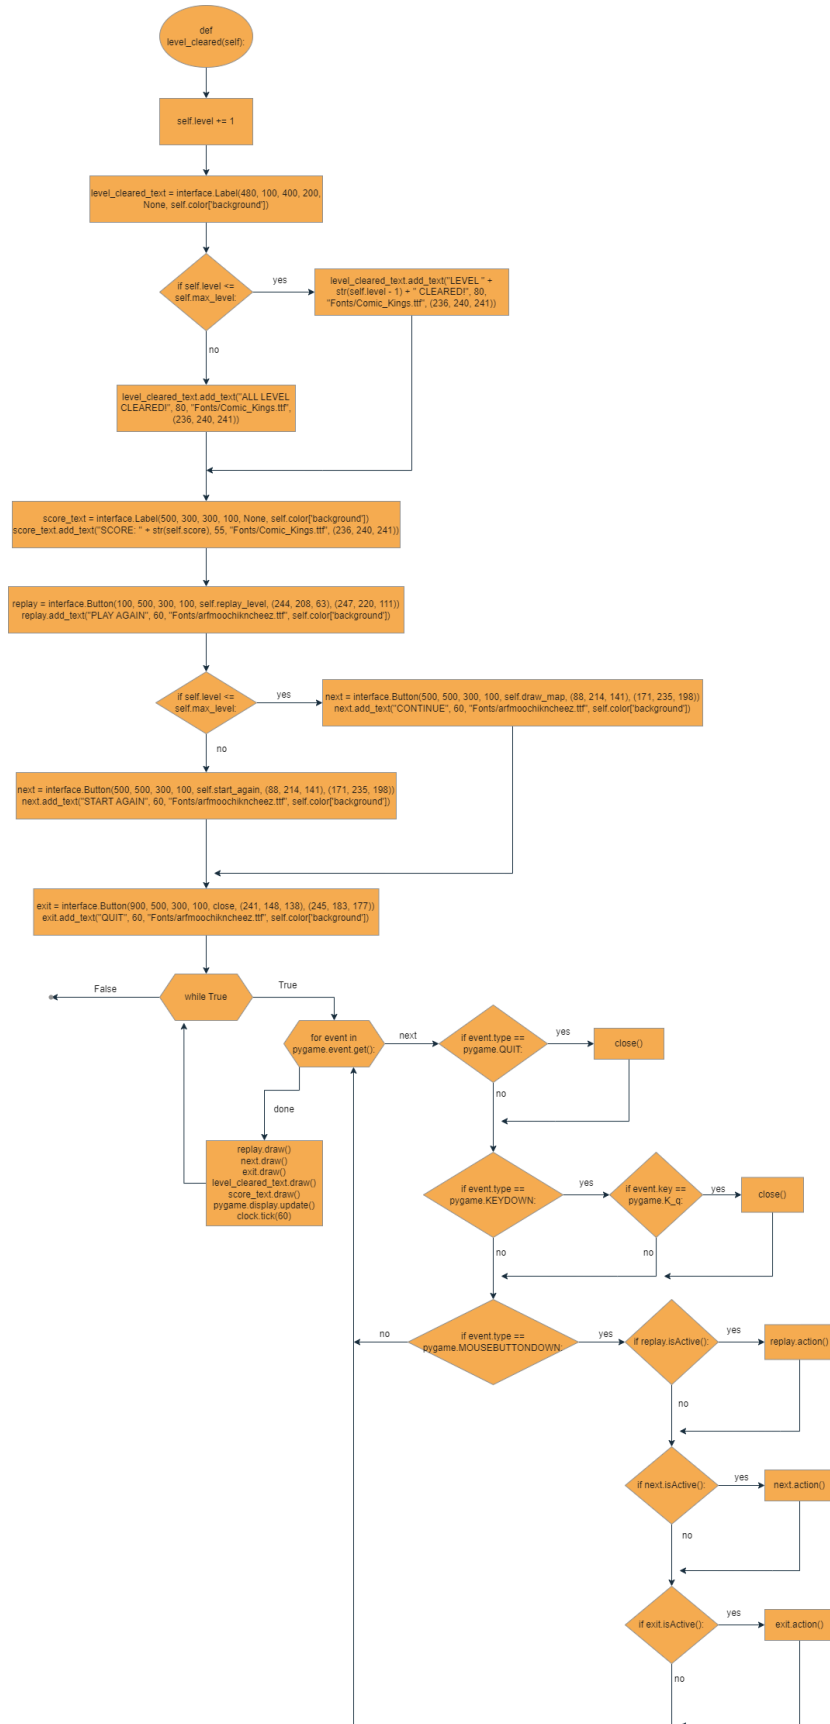 def
level_cleared(self):
self.level += 1
level_cleared_text = interface.Label(480, 100, 400, 200,
None, self.color['background'])
if self.level <=
self.max_level:
yes
level_cleared_text.add_text("LEVEL " +
str(self.level - 1) + " CLEARED!", 80,
"Fonts/Comic_Kings.ttf", (236, 240, 241))
no
level_cleared_text.add_text("ALL LEVEL
CLEARED!", 80, "Fonts/Comic_Kings.ttf",
(236, 240, 241))
score_text = interface.Label(500, 300, 300, 100, None, self.color['background'])
score_text.add_text("SCORE: " + str(self.score), 55, "Fonts/Comic_Kings.ttf", (236, 240, 241))
replay = interface.Button(100, 500, 300, 100, self.replay_level, (244, 208, 63), (247, 220, 111))
replay.add_text("PLAY AGAIN", 60, "Fonts/arfmoochikncheez.ttf", self.color['background'])
if self.level <=
self.max_level:
yes
next = interface.Button(500, 500, 300, 100, self.draw_map, (88, 214, 141), (171, 235, 198))
next.add_text("CONTINUE", 60, "Fonts/arfmoochikncheez.ttf", self.color['background'])
no
next = interface.Button(500, 500, 300, 100, self.start_again, (88, 214, 141), (171, 235, 198))
next.add_text("START AGAIN", 60, "Fonts/arfmoochikncheez.ttf", self.color['background'])
exit = interface.Button(900, 500, 300, 100, close, (241, 148, 138), (245, 183, 177))
exit.add_text("QUIT", 60, "Fonts/arfmoochikncheez.ttf", self.color['background'])
False
while True
True
for event in
pygame.event.get():
next
if event.type ==
pygame.QUIT:
yes
close()
no
done
replay.draw()
next.draw()
exit.draw()
level_cleared_text.draw()
score_text.draw()
pygame.display.update()
clock.tick(60)
if event.type ==
pygame.KEYDOWN:
yes
if event.key ==
pygame.K_q:
yes
close()
no
no
if event.type ==
pygame.MOUSEBUTTONDOWN:
no
yes
if replay.isActive():
yes
replay.action()
no
if next.isActive():
yes
next.action()
no
if exit.isActive():
yes
exit.action()
no